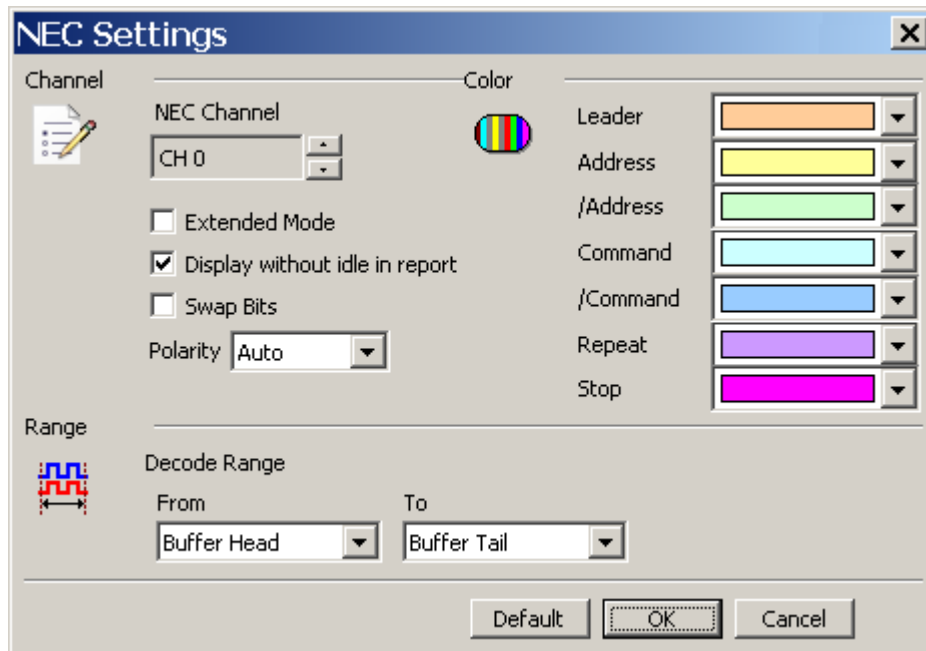 NEC Settings
Channel
NEC Channel
CH 0
Extended Mode
Display without idle in report
Swap Bits
Polarity Auto
Color
Leader
Address
/Address
Command
/Command
Repeat
Stop
Range
Decode Range
From To
Buffer Head Buffer Tail
Default OK Cancel